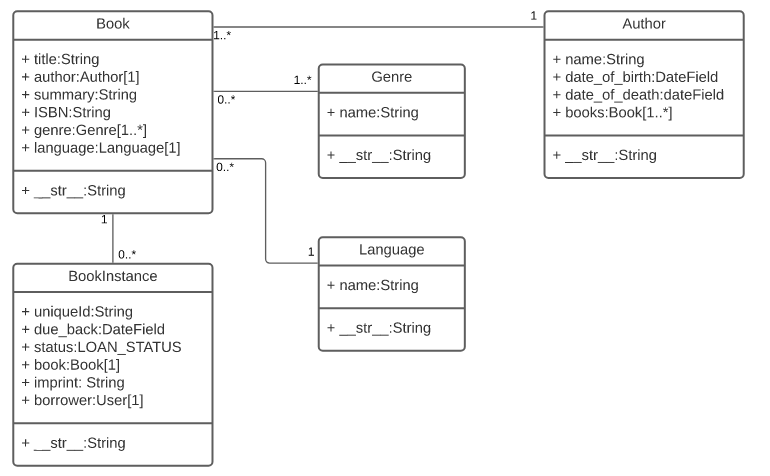 Book
+ title:String
+ author:Author[1]
+ summary:String
+ ISBN:String
+ genre:Genre[1..*]
+ language:Language[1]
+ __str__:String
1..*
1
Author
+ name:String
+ date_of_birth:DateField
+ date_of_death:dateField
+ books:Book[1..*]
+ __str__:String
0..*
1..*
Genre
+ name:String
+ __str__:String
0..*
1
Language
+ name:String
+ __str__:String
1
0..*
BookInstance
+ uniqueId:String
+ due_back:DateField
+ status:LOAN_STATUS
+ book:Book[1]
+ imprint: String
+ borrower:User[1]
+ __str__:String